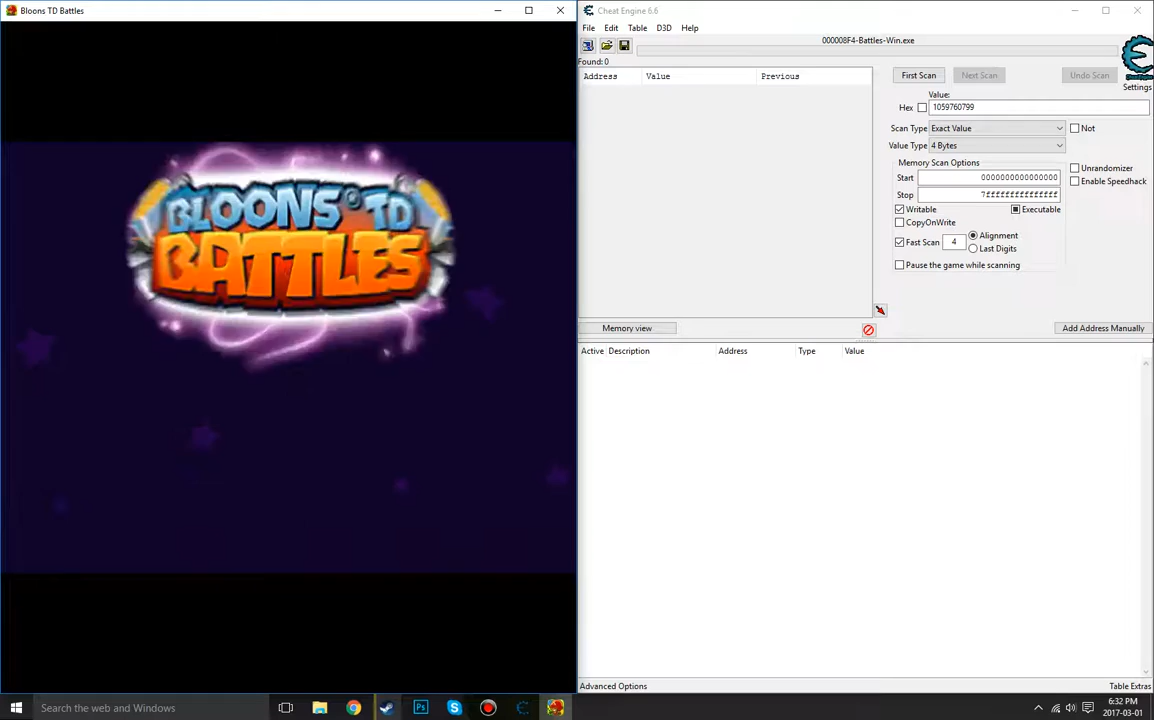 Bloons TD Battles
BLOONS® TD
BATTLES
Cheat Engine 6.6
File Edit Table D3D Help
000008F4-Battles-Win.exe
Found: 0
Address Value Previous
First Scan Next Scan Undo Scan
Settings
Value:
Hex 1059760799
Scan Type Exact Value Not
Value Type 4 Bytes
Memory Scan Options
Start 0000000000000000
Stop 7fffffffffffffff
Unrandomizer
Enable Speedhack
Writable Executable
CopyOnWrite
Fast Scan 4 Alignment
Last Digits
Pause the game while scanning
Memory view Add Address Manually
Active Description Address Type Value
Advanced Options Table Extras
Search the web and Windows
6:32 PM
2017-03-01